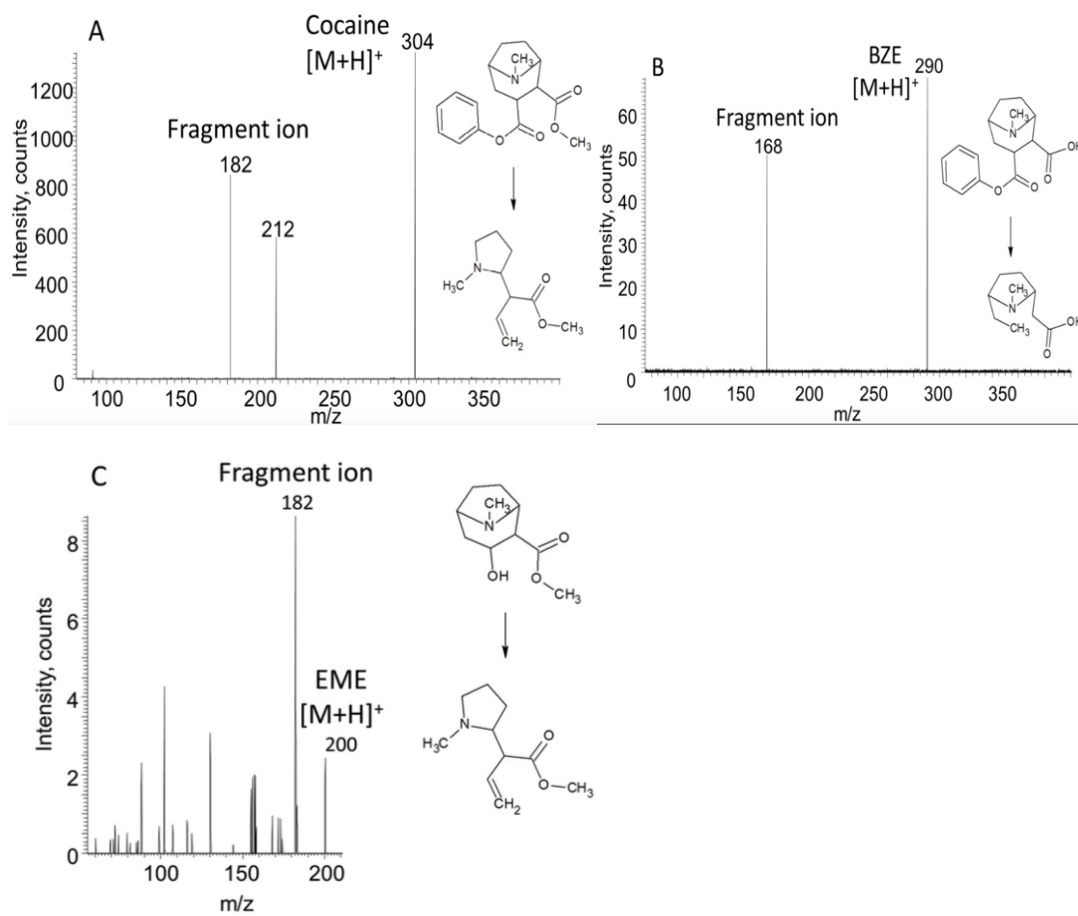 A
Cocaine
[M+H]+
304
Fragment ion
182
212
Intensity, counts
1200
1000
800
600
400
200
0
100 150 200 250 300 350
m/z
CH3
N
O
O
O
O
CH3
N
H3C
O
O
CH3
CH2
B
BZE
[M+H]+
290
Fragment ion
168
Intensity, counts
60
50
40
30
20
10
0
100 150 200 250 300 350
m/z
CH3
N
OH
O
O
O
CH3
N
CH3
OH
O
C
Fragment ion
182
EME
[M+H]+
200
Intensity, counts
8
6
4
2
0
100 150 200
m/z
CH3
N
O
OH
O
CH3
N
H3C
O
O
CH3
CH2